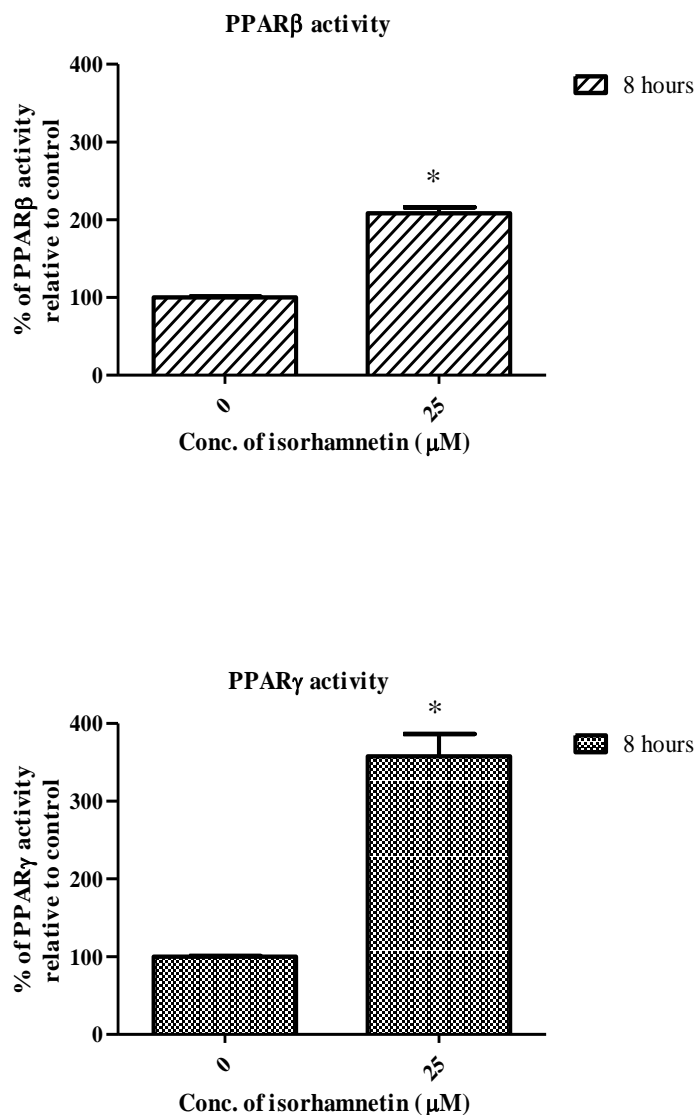 PPARβ activity
400
300
200
100
0
% of PPARβ activity
relative to control
*
8 hours
0
25
Conc. of isorhamnetin (μM)
PPARγ activity
400
300
200
100
0
% of PPARγ activity
relative to control
*
8 hours
0
25
Conc. of isorhamnetin (μM)